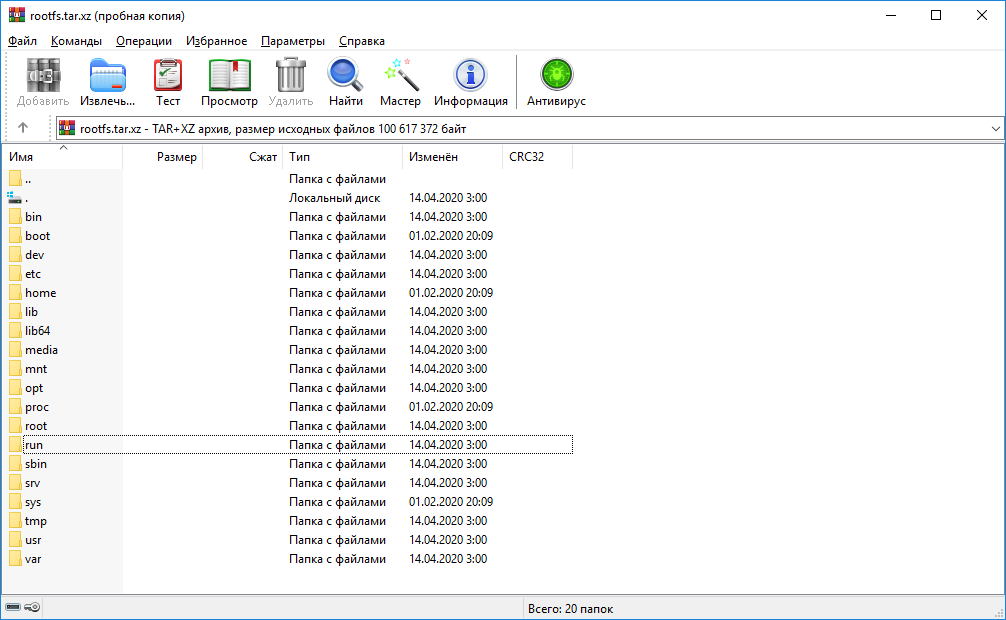 rootfs.tar.xz (пробная копия)
Файл Команды Операции Избранное Параметры Справка
Добавить Извлечь... Тест Просмотр Удалить Найти Мастер Информация Антивирус
rootfs.tar.xz - TAR+XZ архив, размер исходных файлов 100 617 372 байт
Имя Размер Сжат Тип Изменён CRC32
.. Папка с файлами
. Локальный диск 14.04.2020 3:00
bin Папка с файлами 14.04.2020 3:00
boot Папка с файлами 01.02.2020 20:09
dev Папка с файлами 14.04.2020 3:00
etc Папка с файлами 14.04.2020 3:00
home Папка с файлами 01.02.2020 20:09
lib Папка с файлами 14.04.2020 3:00
lib64 Папка с файлами 14.04.2020 3:00
media Папка с файлами 14.04.2020 3:00
mnt Папка с файлами 14.04.2020 3:00
opt Папка с файлами 14.04.2020 3:00
proc Папка с файлами 01.02.2020 20:09
root Папка с файлами 14.04.2020 3:00
run Папка с файлами 14.04.2020 3:00
sbin Папка с файлами 14.04.2020 3:00
srv Папка с файлами 14.04.2020 3:00
sys Папка с файлами 01.02.2020 20:09
tmp Папка с файлами 14.04.2020 3:00
usr Папка с файлами 14.04.2020 3:00
var Папка с файлами 14.04.2020 3:00
Всего: 20 папок